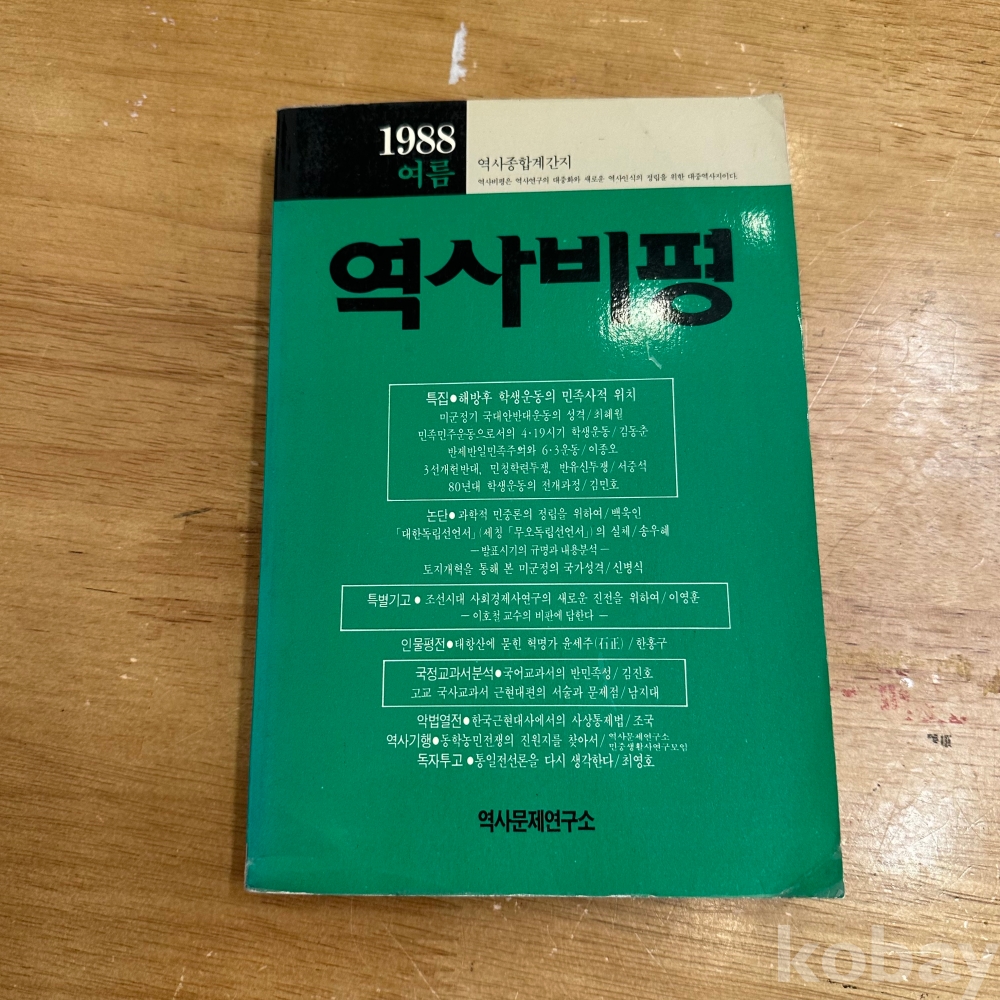 1988
여름
역사종합계간지
역사비평은 역사연구의 대중화와 새로운 역사인식의 정립을 위한 대중역사지이다.
역사비평
특집●해방후 학생운동의 민족사적 위치
미군정기 국대안반대운동의 성격/최혜월
민족민주운동으로서의 4·19시기 학생운동/김동춘
반제반일민족주의와 6·3운동/이종오
3선개헌반대, 민청학련투쟁, 반유신투쟁/서중석
80년대 학생운동의 전개과정/김민호
논단●과학적 민중론의 정립을 위하여/백욱인
「대한독립선언서」(세칭 「무오독립선언서」)의 실체/송우혜
—발표시기의 규명과 내용분석—
토지개혁을 통해 본 미군정의 국가성격/신병식
특별기고● 조선시대 사회경제사연구의 새로운 진전을 위하여/이영훈
—이호철 교수의 비판에 답한다—
인물평전●태항산에 묻힌 혁명가 윤세주(石正)/한홍구
국정교과서분석●국어교과서의 반민족성/김진호
고교 국사교과서 근현대편의 서술과 문제점/남지대
악법열전●한국근현대사에서의 사상통제법/조국
역사기행●동학농민전쟁의 진원지를 찾아서/역사문제연구소
민중생활사연구모임
독자투고●통일전선론을 다시 생각한다/최영호
역사문제연구소
kobay